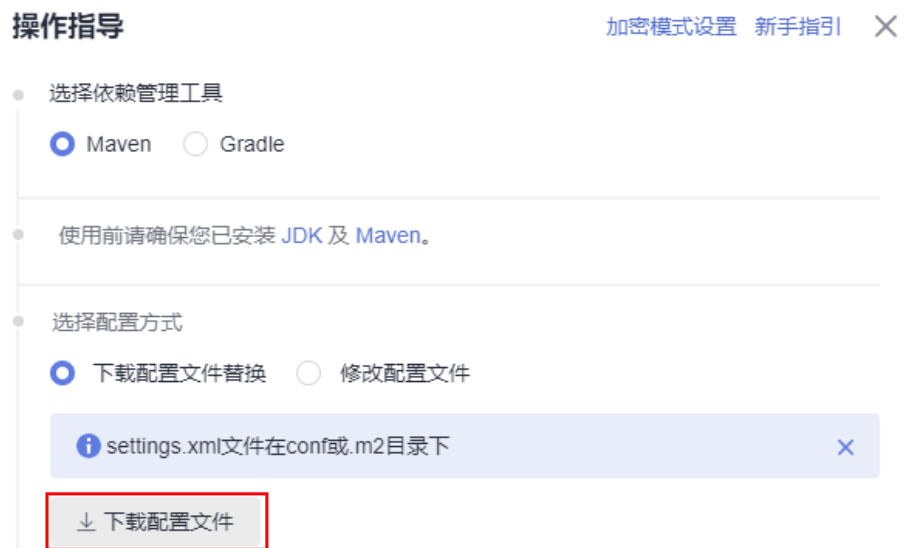 操作指导 加密模式设置 新手指引
选择依赖管理工具
Maven Gradle
使用前请确保您已安装 JDK 及 Maven。
选择配置方式
下载配置文件替换 修改配置文件
settings.xml文件在conf或.m2目录下
下载配置文件